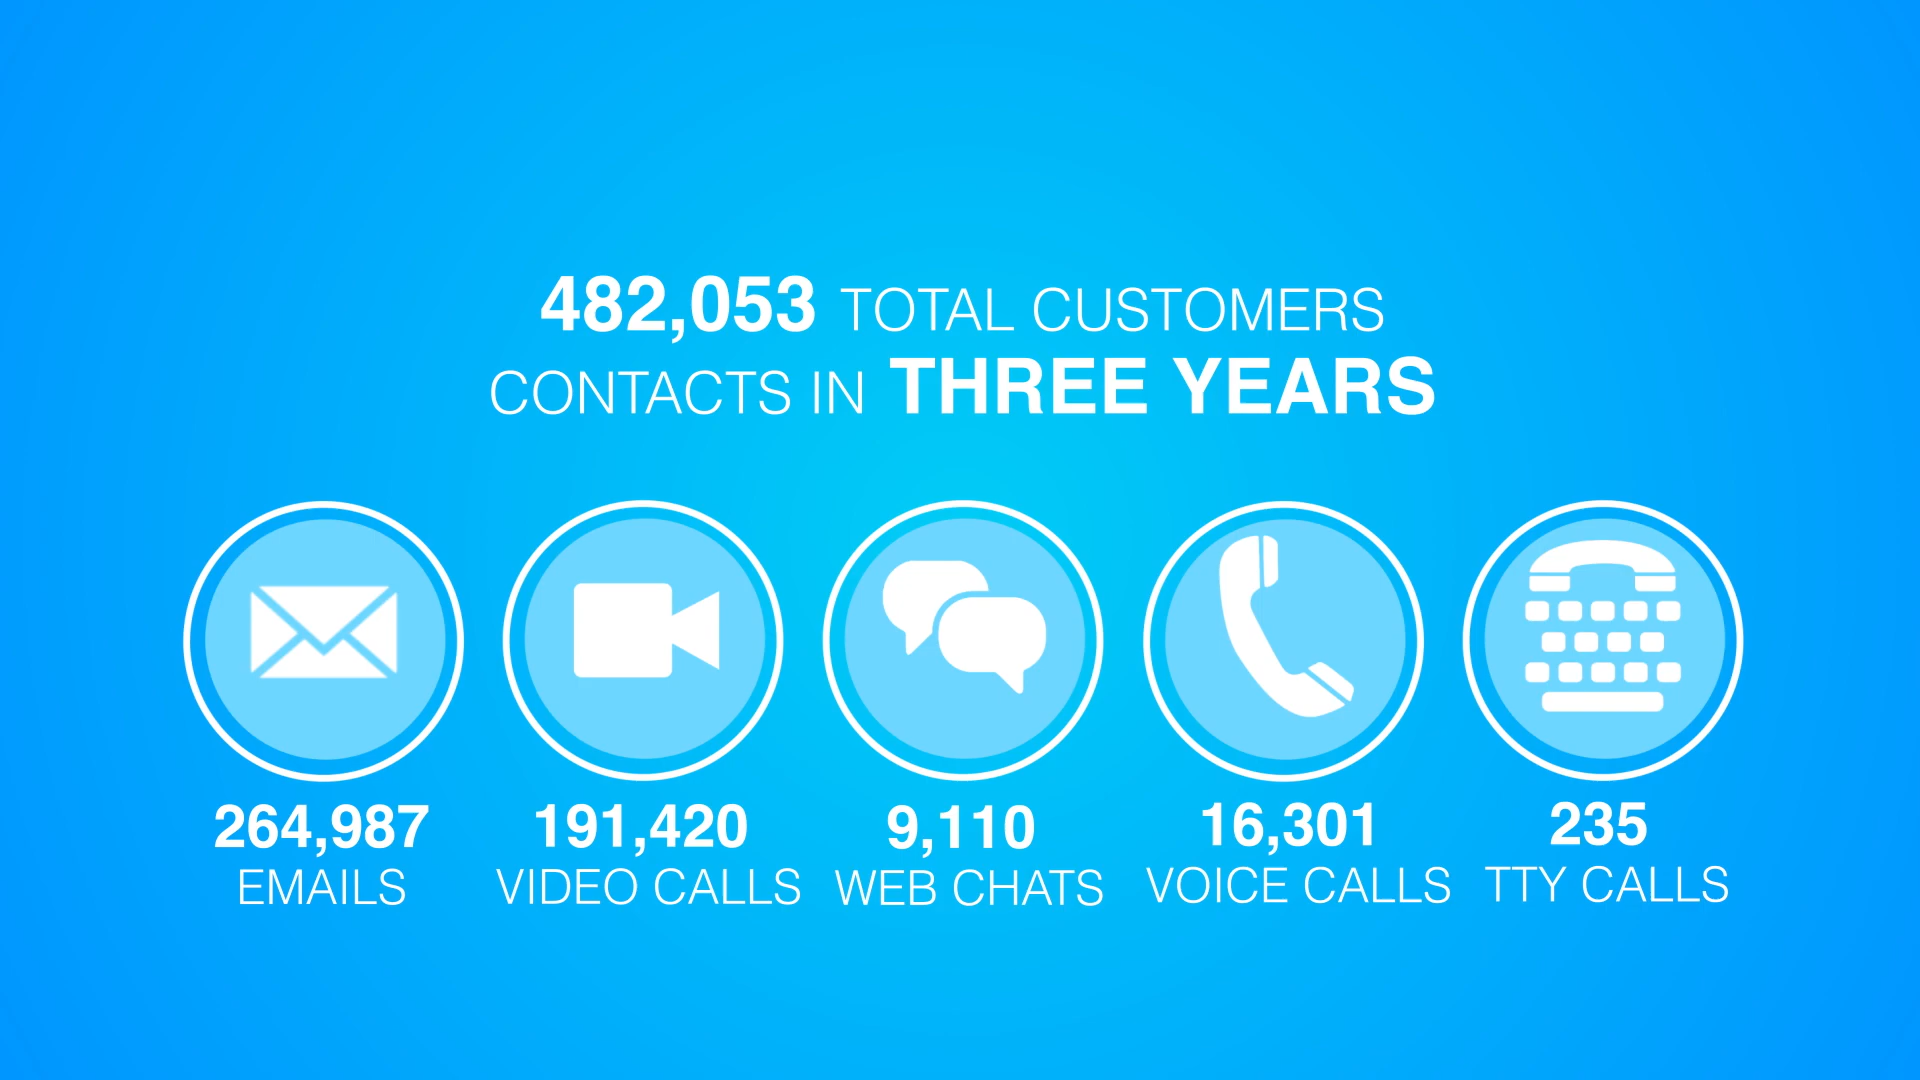 482,053 TOTAL CUSTOMERS
CONTACTS IN THREE YEARS
264,987
EMAILS
191,420
VIDEO CALLS
9,110
WEB CHATS
16,301
VOICE CALLS
235
TTY CALLS